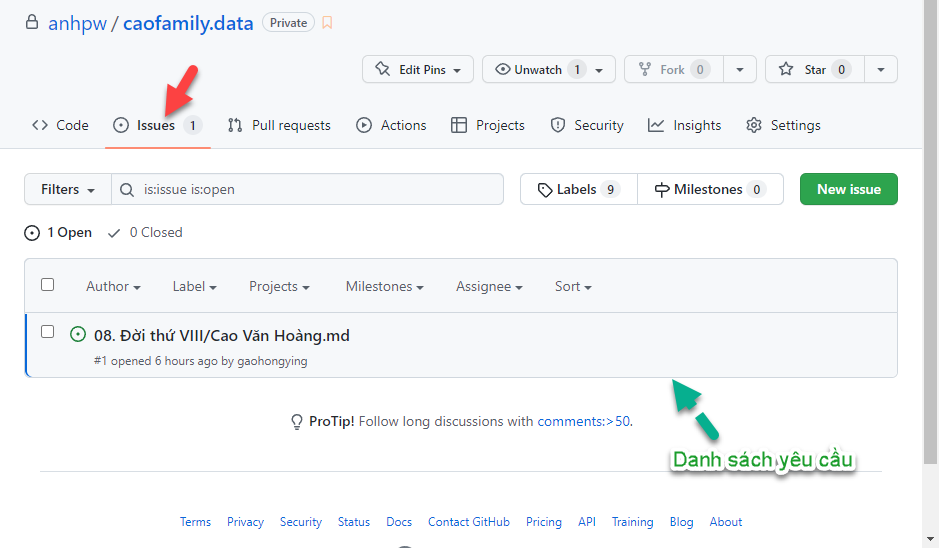 anhpw / caofamily.data Private
Edit Pins Unwatch 1 Fork 0 Star 0
Code Issues 1 Pull requests Actions Projects Security Insights Settings
Filters is:issue is:open Labels 9 Milestones 0 New issue
1 Open 0 Closed
Author Label Projects Milestones Assignee Sort
08. Đời thứ VIII/Cao Văn Hoàng.md
#1 opened 6 hours ago by gaohongying
ProTip! Follow long discussions with comments:>50.
Danh sách yêu cầu
Terms Privacy Security Status Docs Contact GitHub Pricing API Training Blog About